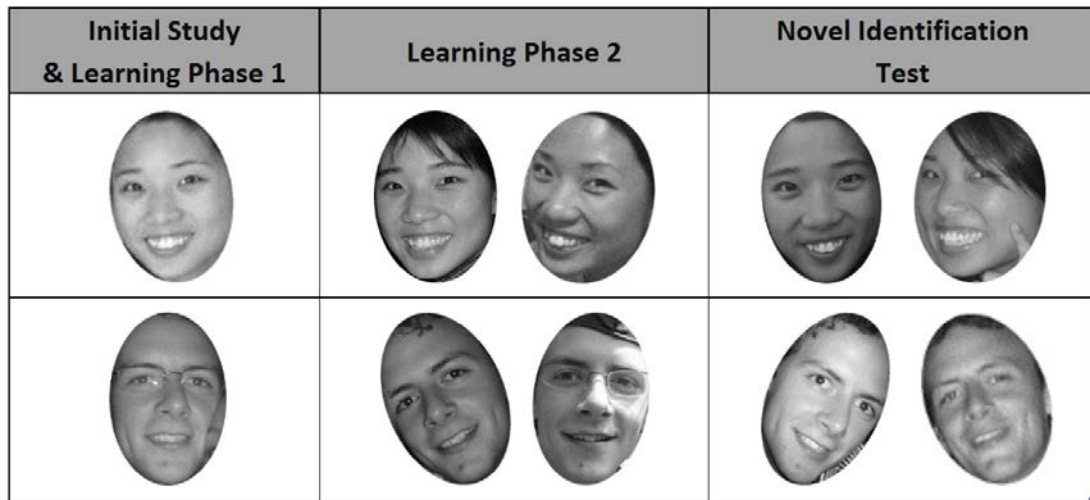 Initial Study
& Learning Phase 1
Learning Phase 2
Novel Identification
Test